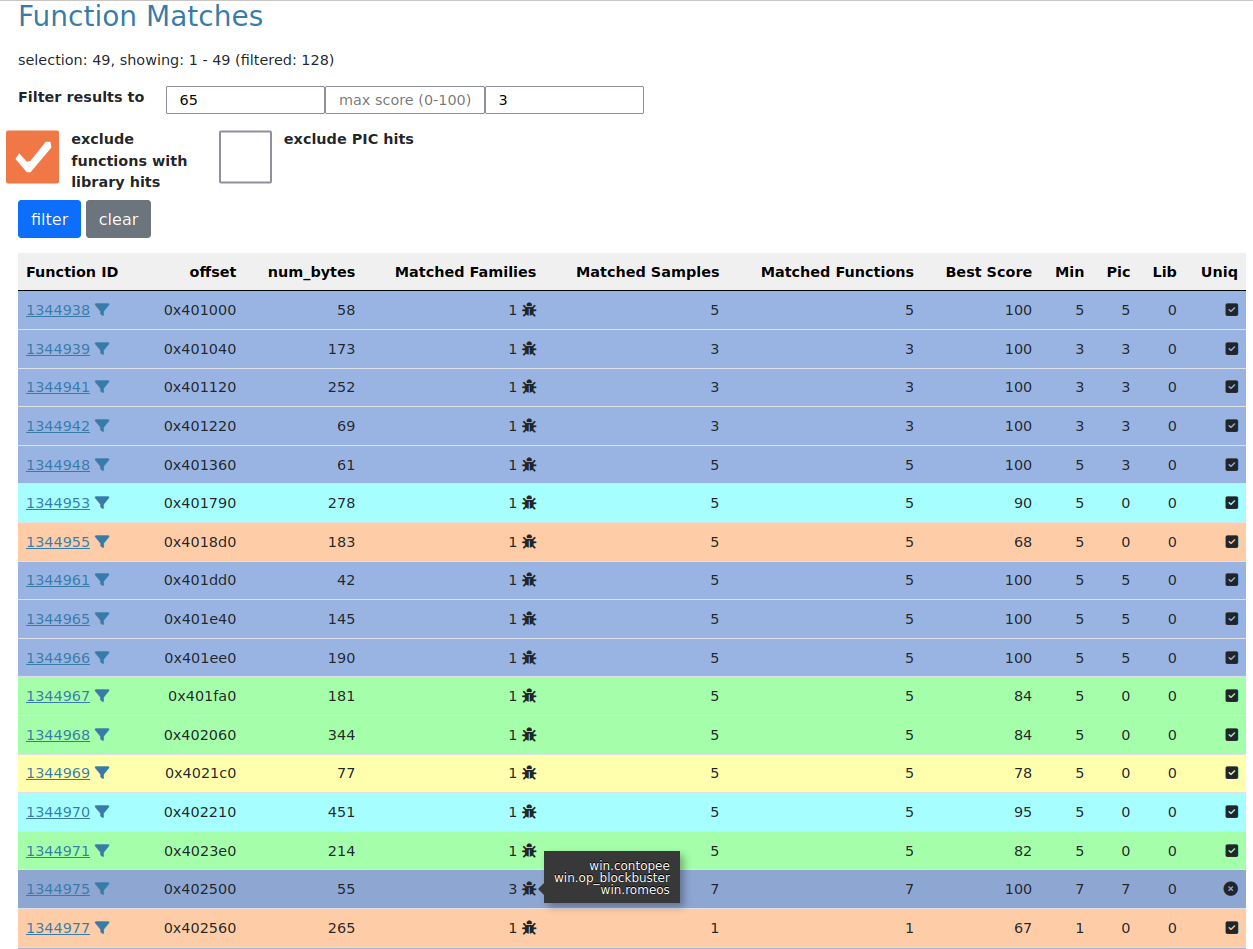 Function Matches
selection: 49, showing: 1 - 49 (filtered: 128)
Filter results to 65 max score (0-100) 3
exclude functions with library hits exclude PIC hits
filter clear
Function ID offset num_bytes Matched Families Matched Samples Matched Functions Best Score Min Pic Lib Uniq
1344938 0x401000 58 1 5 5 100 5 5 0
1344939 0x401040 173 1 3 3 100 3 3 0
1344941 0x401120 252 1 3 3 100 3 3 0
1344942 0x401220 69 1 3 3 100 3 3 0
1344948 0x401360 61 1 5 5 100 5 3 0
1344953 0x401790 278 1 5 5 90 5 0 0
1344955 0x4018d0 183 1 5 5 68 5 0 0
1344961 0x401dd0 42 1 5 5 100 5 5 0
1344965 0x401e40 145 1 5 5 100 5 5 0
1344966 0x401ee0 190 1 5 5 100 5 5 0
1344967 0x401fa0 181 1 5 5 84 5 0 0
1344968 0x402060 344 1 5 5 84 5 0 0
1344969 0x4021c0 77 1 5 5 78 5 0 0
1344970 0x402210 451 1 5 5 95 5 0 0
1344971 0x4023e0 214 1 5 5 82 5 0 0
win.contopee
win.op_blockbuster
win.romeos
1344975 0x402500 55 3 7 7 100 7 7 0
1344977 0x402560 265 1 1 1 67 1 0 0